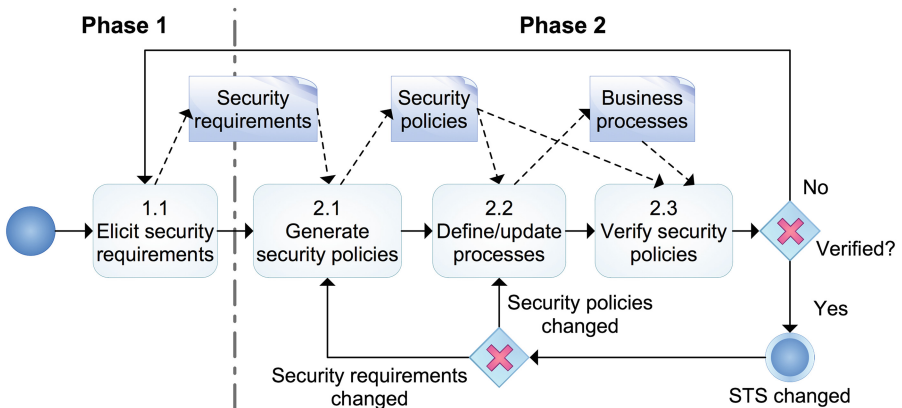 Phase 1
Phase 2
Security
requirements
Security
policies
Business
processes
1.1
Elicit security
requirements
2.1
Generate
security policies
2.2
Define/update
processes
2.3
Verify security
policies
No
Verified?
Yes
Security policies
changed
Security requirements
changed
STS changed